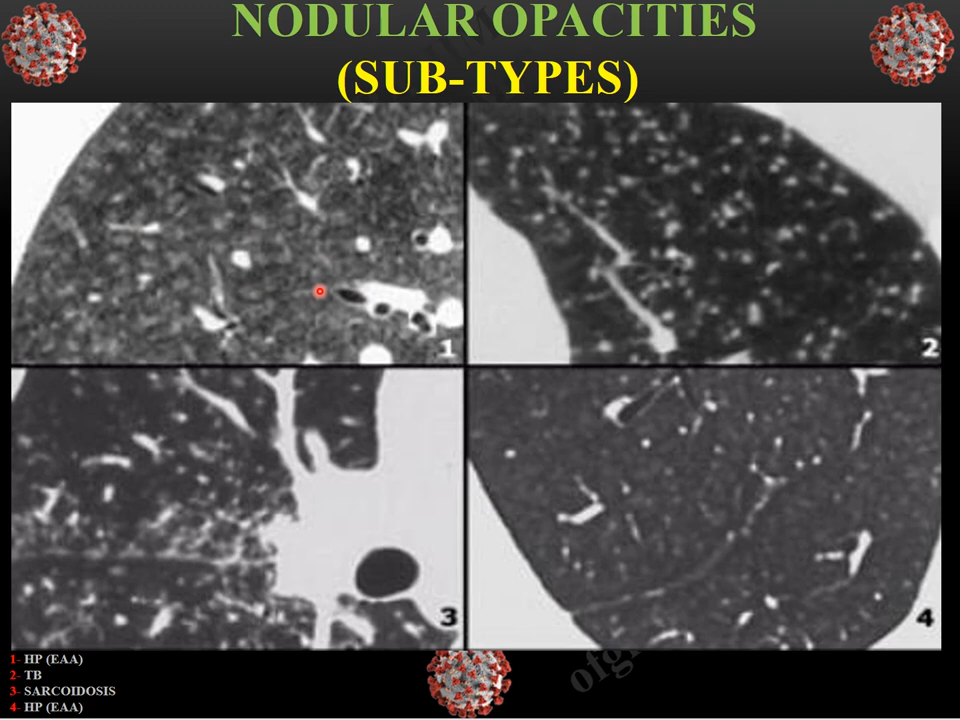 NODULAR OPACITIES
(SUB-TYPES)
1
2
3
4
1- HP (EAA)
2- TB
3- SARCOIDOSIS
4- HP (EAA)